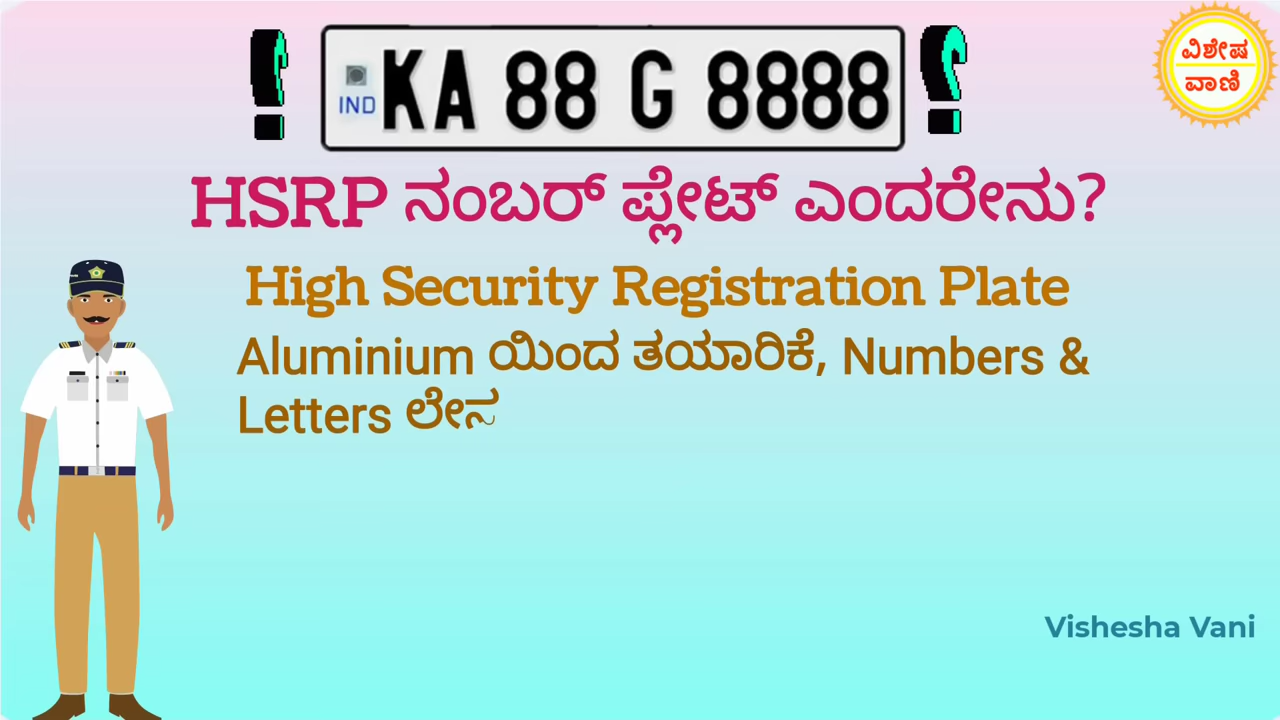 IND KA 88 G 8888
ವಿಶೇಷ
ವಾಣಿ
HSRP ನಂಬರ್ ಪ್ಲೇಟ್ ಎಂದರೇನು?
High Security Registration Plate
Aluminium ಯಿಂದ ತಯಾರಿಕೆ, Numbers &
Letters
Vishesha Vani